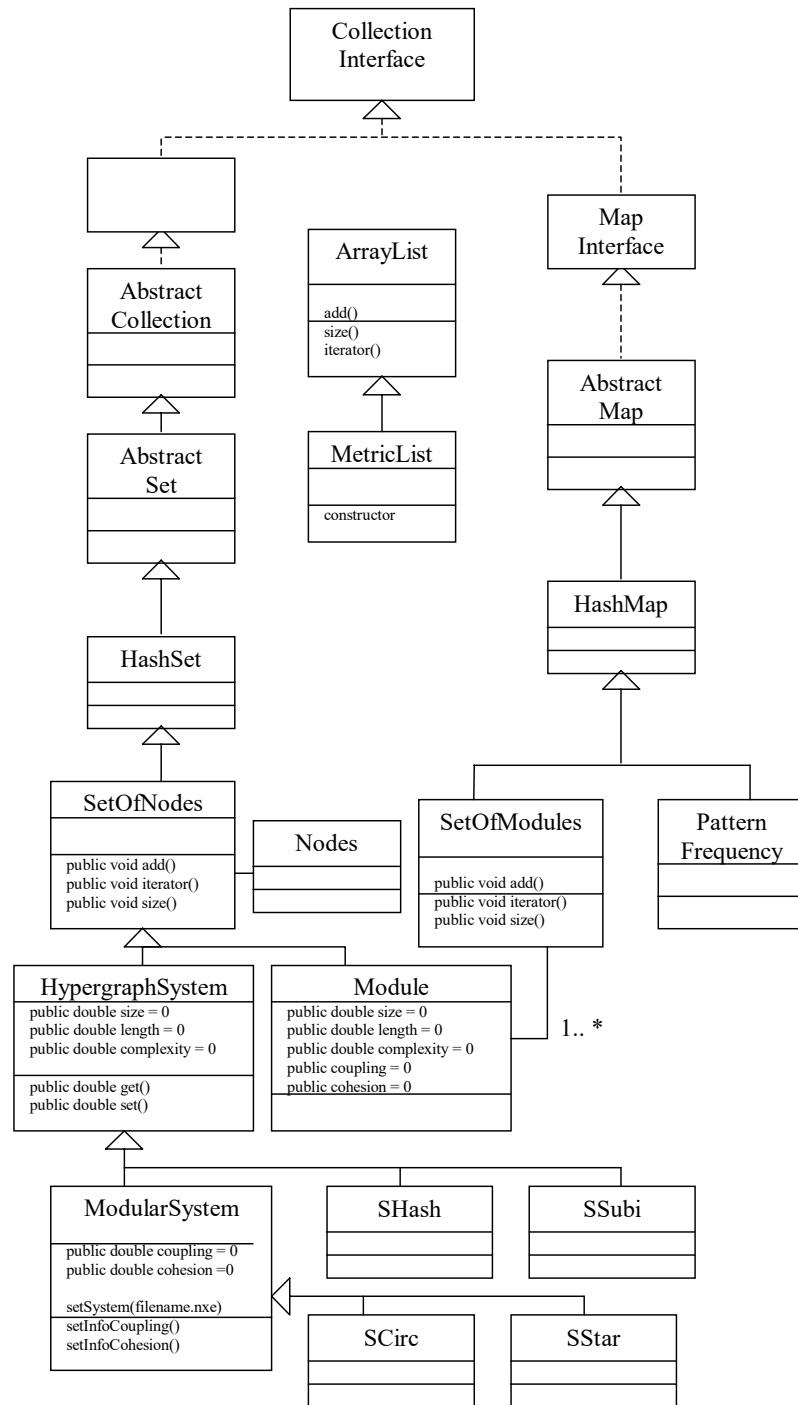 Collection
Interface
Map
Interface
ArrayList
add()
size()
iterator()
Abstract
Collection
Abstract
Map
MetricList
constructor
Abstract
Set
HashMap
HashSet
SetOfNodes
public void add()
public void iterator()
public void size()
Nodes
SetOfModules
public void add()
public void iterator()
public void size()
Pattern
Frequency
HypergraphSystem
public double size = 0
public double length = 0
public double complexity = 0
public double get()
public double set()
Module
public double size = 0
public double length = 0
public double complexity = 0
public coupling = 0
public cohesion = 0
1.. *
ModularSystem
public double coupling = 0
public double cohesion =0
setSystem(filename.nxe)
setInfoCoupling()
setInfoCohesion()
SHash
SSubi
SCirc
SStar